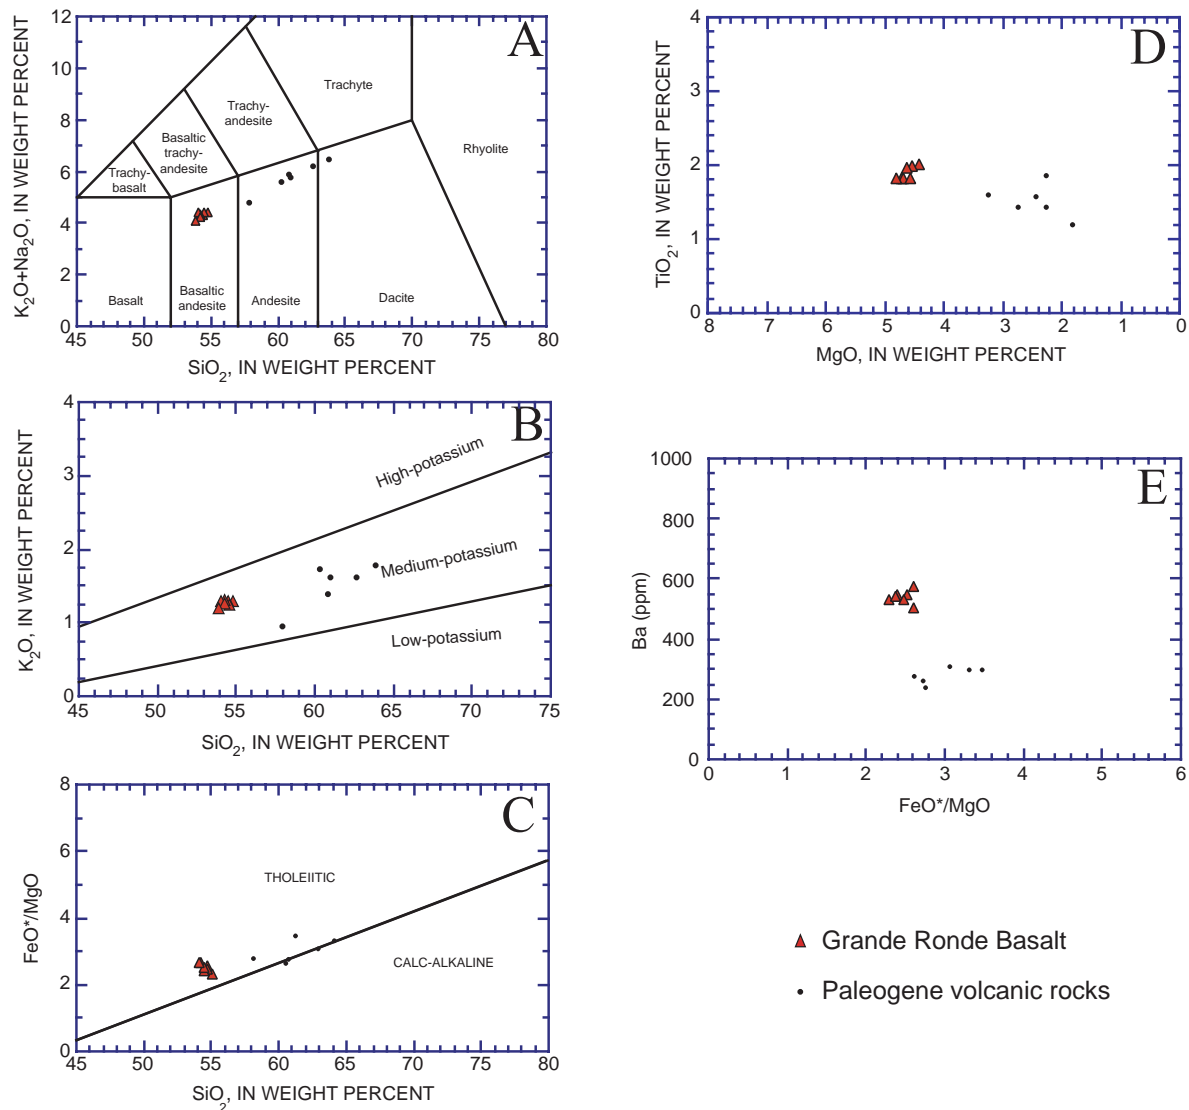 A
K2O+Na2O, IN WEIGHT PERCENT
12
10
8
6
4
2
0
Trachyte
Trachy-
andesite
Rhyolite
Basaltic
trachy-
andesite
Trachy-
basalt
Basalt
Basaltic
andesite
Andesite
Dacite
45 50 55 60 65 70 75 80
SiO2, IN WEIGHT PERCENT
B
K2O, IN WEIGHT PERCENT
4
3
2
1
0
High-potassium
Medium-potassium
Low-potassium
45 50 55 60 65 70 75
SiO2, IN WEIGHT PERCENT
C
FeO*/MgO
8
6
4
2
0
THOLEIITIC
CALC-ALKALINE
45 50 55 60 65 70 75 80
SiO2, IN WEIGHT PERCENT
D
TiO2, IN WEIGHT PERCENT
4
3
2
1
0
8 7 6 5 4 3 2 1 0
MgO, IN WEIGHT PERCENT
E
Ba (ppm)
1000
800
600
400
200
0
0 1 2 3 4 5 6
FeO*/MgO
Grande Ronde Basalt
Paleogene volcanic rocks